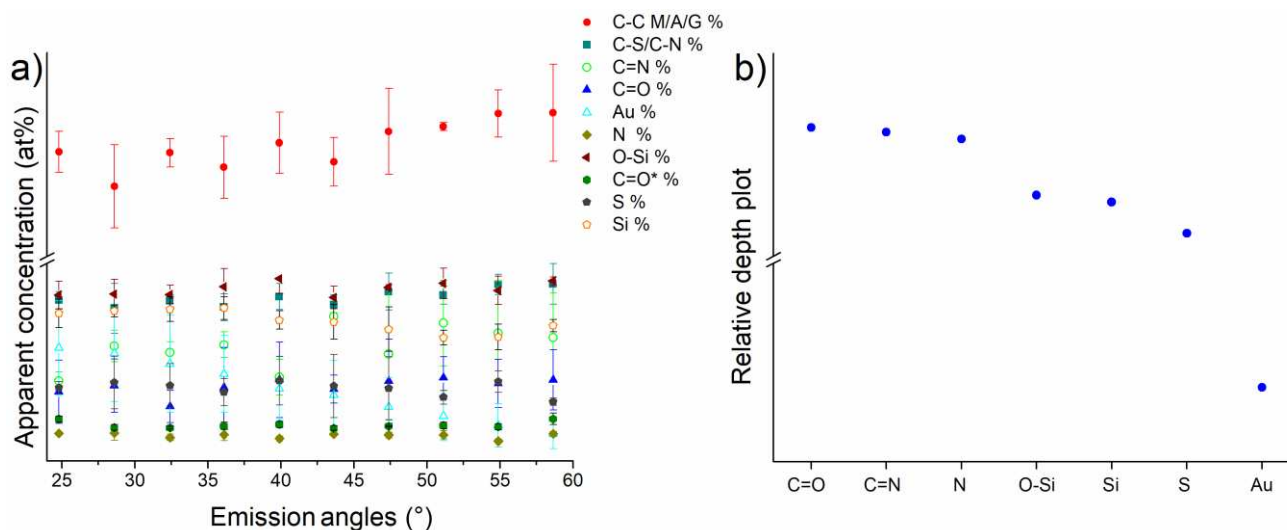 a)
Apparent concentration (at%)
25 30 35 40 45 50 55 60
Emission angles (°)
C-C M/A/G %
C-S/C-N %
C=N %
C=O %
Au %
N %
O-Si %
C=O* %
S %
Si %
b)
Relative depth plot
C=O C=N N O-Si Si S Au